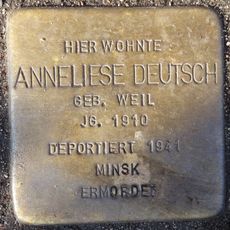 HIER WOHNTE
ANNELIESE DEUTSCH
GEB. WEIL
JG. 1910
DEPORTIERT 1941
MINSK
ERMORDET